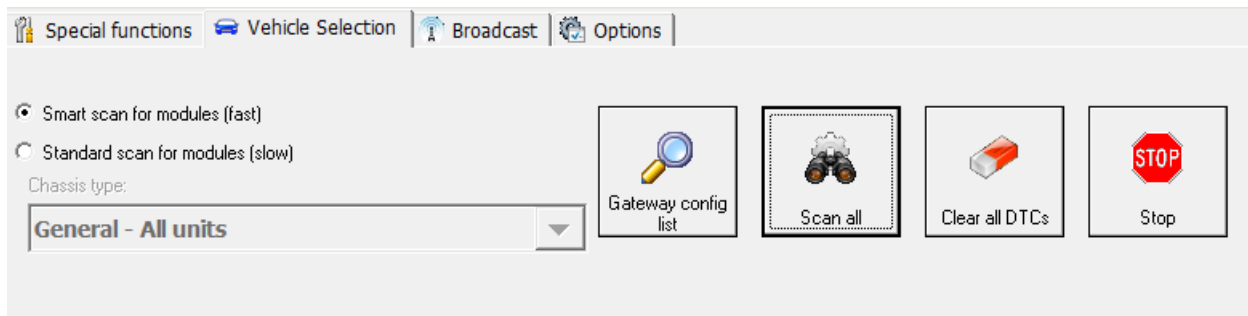 Special functions
Vehicle Selection
Broadcast
Options
Smart scan for modules (fast)
Standard scan for modules (slow)
Chassis type:
General - All units
Gateway config
list
Scan all
Clear all DTCs
STOP
Stop